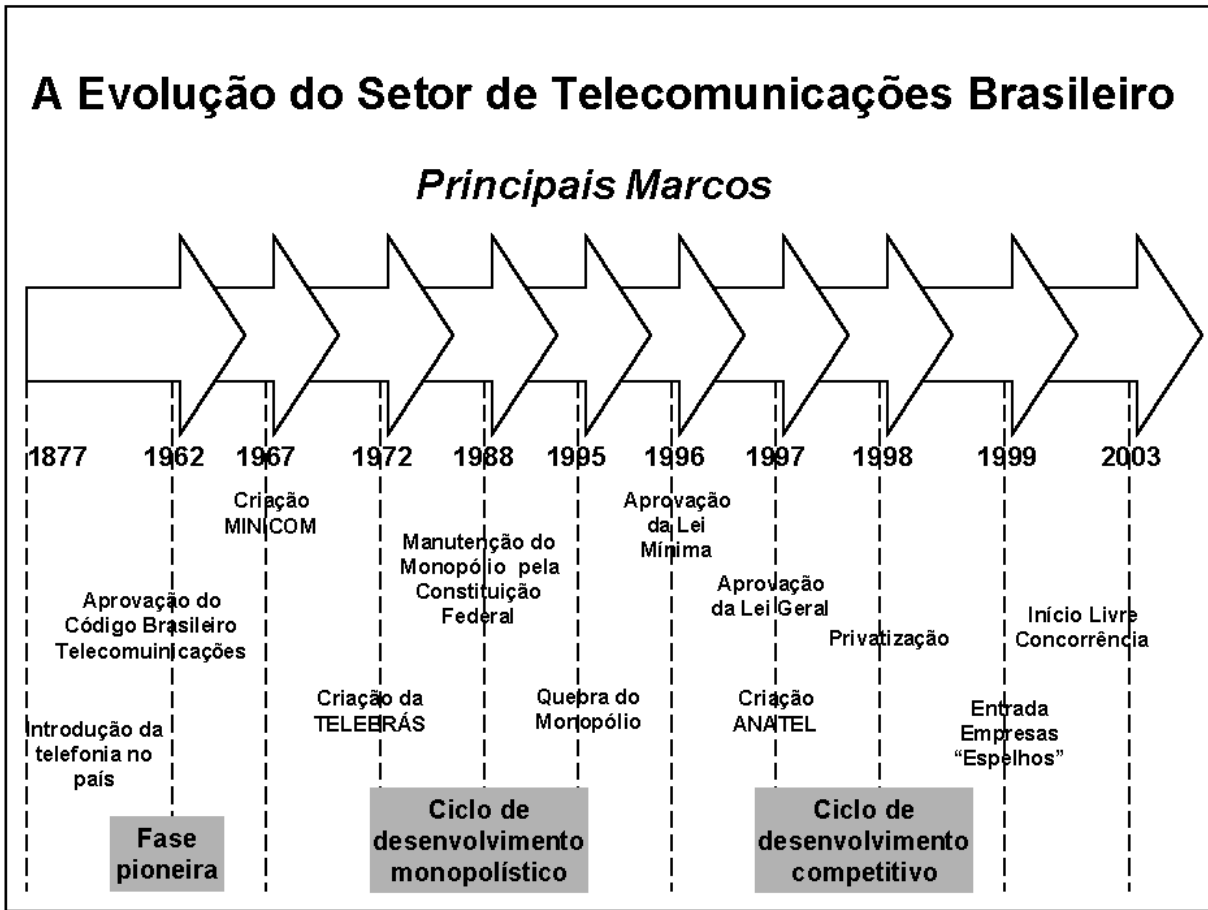 A Evolução do Setor de Telecomunicações Brasileiro
Principais Marcos
1877
1962
1967
1972
1988
1995
1996
1997
1998
1999
2003
Introdução da
telefonia no
país
Aprovação do
Código Brasileiro
Telecomuinicações
Criação
MINICOM
Criação da
TELEBRÁS
Manutenção do
Monopólio pela
Constituição
Federal
Quebra do
Monopólio
Aprovação
da Lei
Mínima
Aprovação
da Lei Geral
Criação
ANATEL
Privatização
Entrada
Empresas
“Espelhos”
Início Livre
Concorrência
Fase
pioneira
Ciclo de
desenvolvimento
monopolístico
Ciclo de
desenvolvimento
competitivo